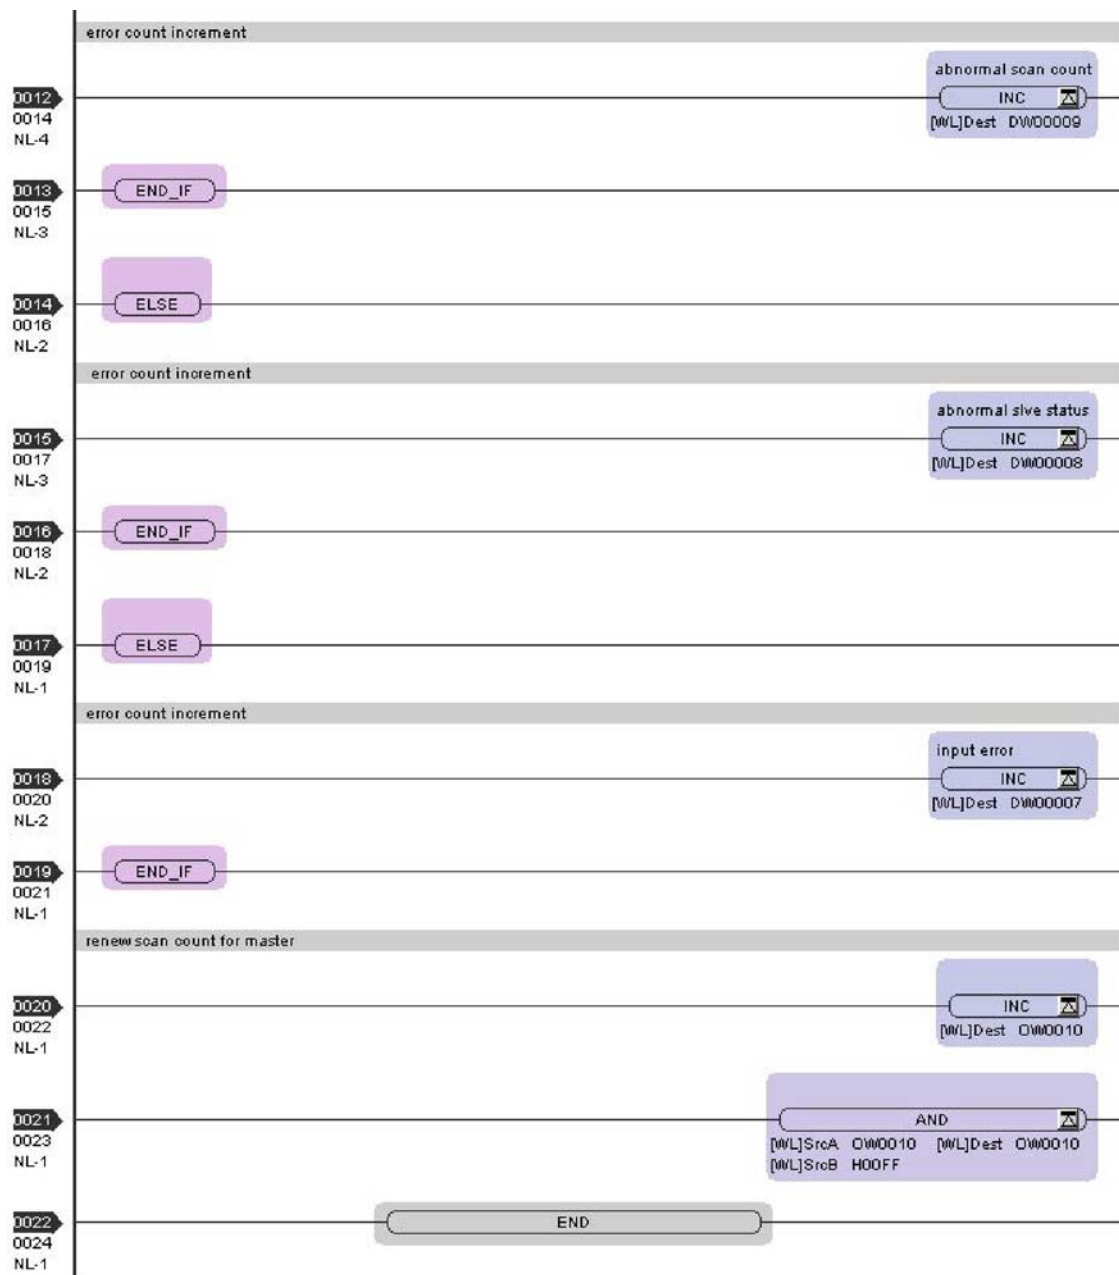 error count increment
abnormal scan count
0012 INC
0014 [WL]Dest DW00009
NL-4
0013 END_IF
0015
NL-3
0014 ELSE
0016
NL-2
error count increment
abnormal slve status
0015 INC
0017 [WL]Dest DW00008
NL-3
0016 END_IF
0018
NL-2
0017 ELSE
0019
NL-1
error count increment
input error
0018 INC
0020 [WL]Dest DW00007
NL-2
0019 END_IF
0021
NL-1
renew scan count for master
0020 INC
0022 [WL]Dest OW0010
NL-1
0021 AND
0023 [WL]SrcA OW0010 [WL]Dest OW0010
NL-1 [WL]SrcB H00FF
0022 END
0024
NL-1